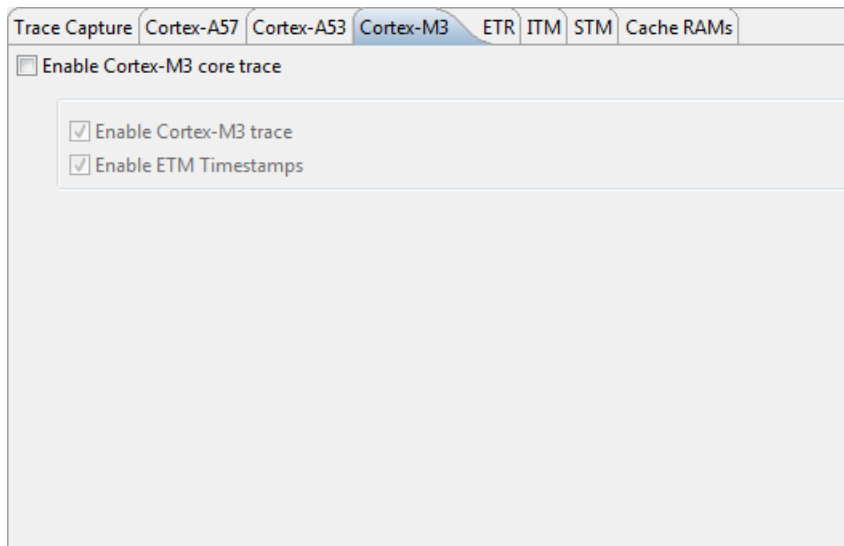 Trace Capture Cortex-A57 Cortex-A53 Cortex-M3 ETR ITM STM Cache RAMs
Enable Cortex-M3 core trace
Enable Cortex-M3 trace
Enable ETM Timestamps